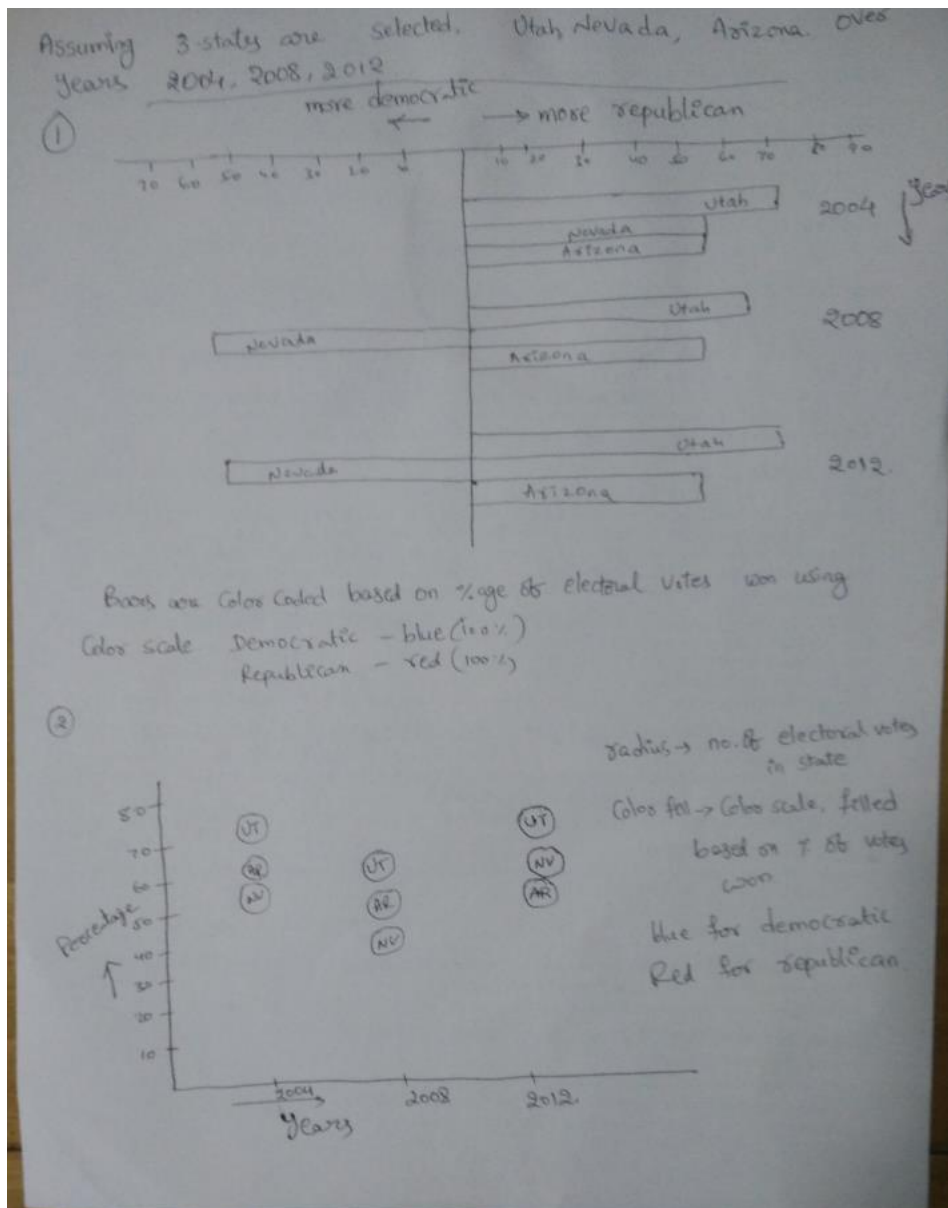 Assuming 3 states are selected. Utah, Nevada, Arizona. Over
Years 2004, 2008, 2012
more democratic
← → more republican
①
70 60 50 40 30 20 10 20 30 40 50 60 70 80 90
Utah
2004 Year
Nevada
Arizona
Utah
2008
Nevada
Arizona
Utah
2012.
Nevada
Arizona
Bars are Color Coded based on %age of electoral votes won using
Color scale Democratic - blue (100%)
Republican - red (100%)
②
radius → no. of electoral votes
in state
Color fill → Color scale. filled
based on % of votes
won
blue for democratic
Red for republican
80
70
60
50
40
30
20
10
Percentage
UT
AR
NV
UT
AR
NV
UT
NV
AR
2004 2008 2012.
Years